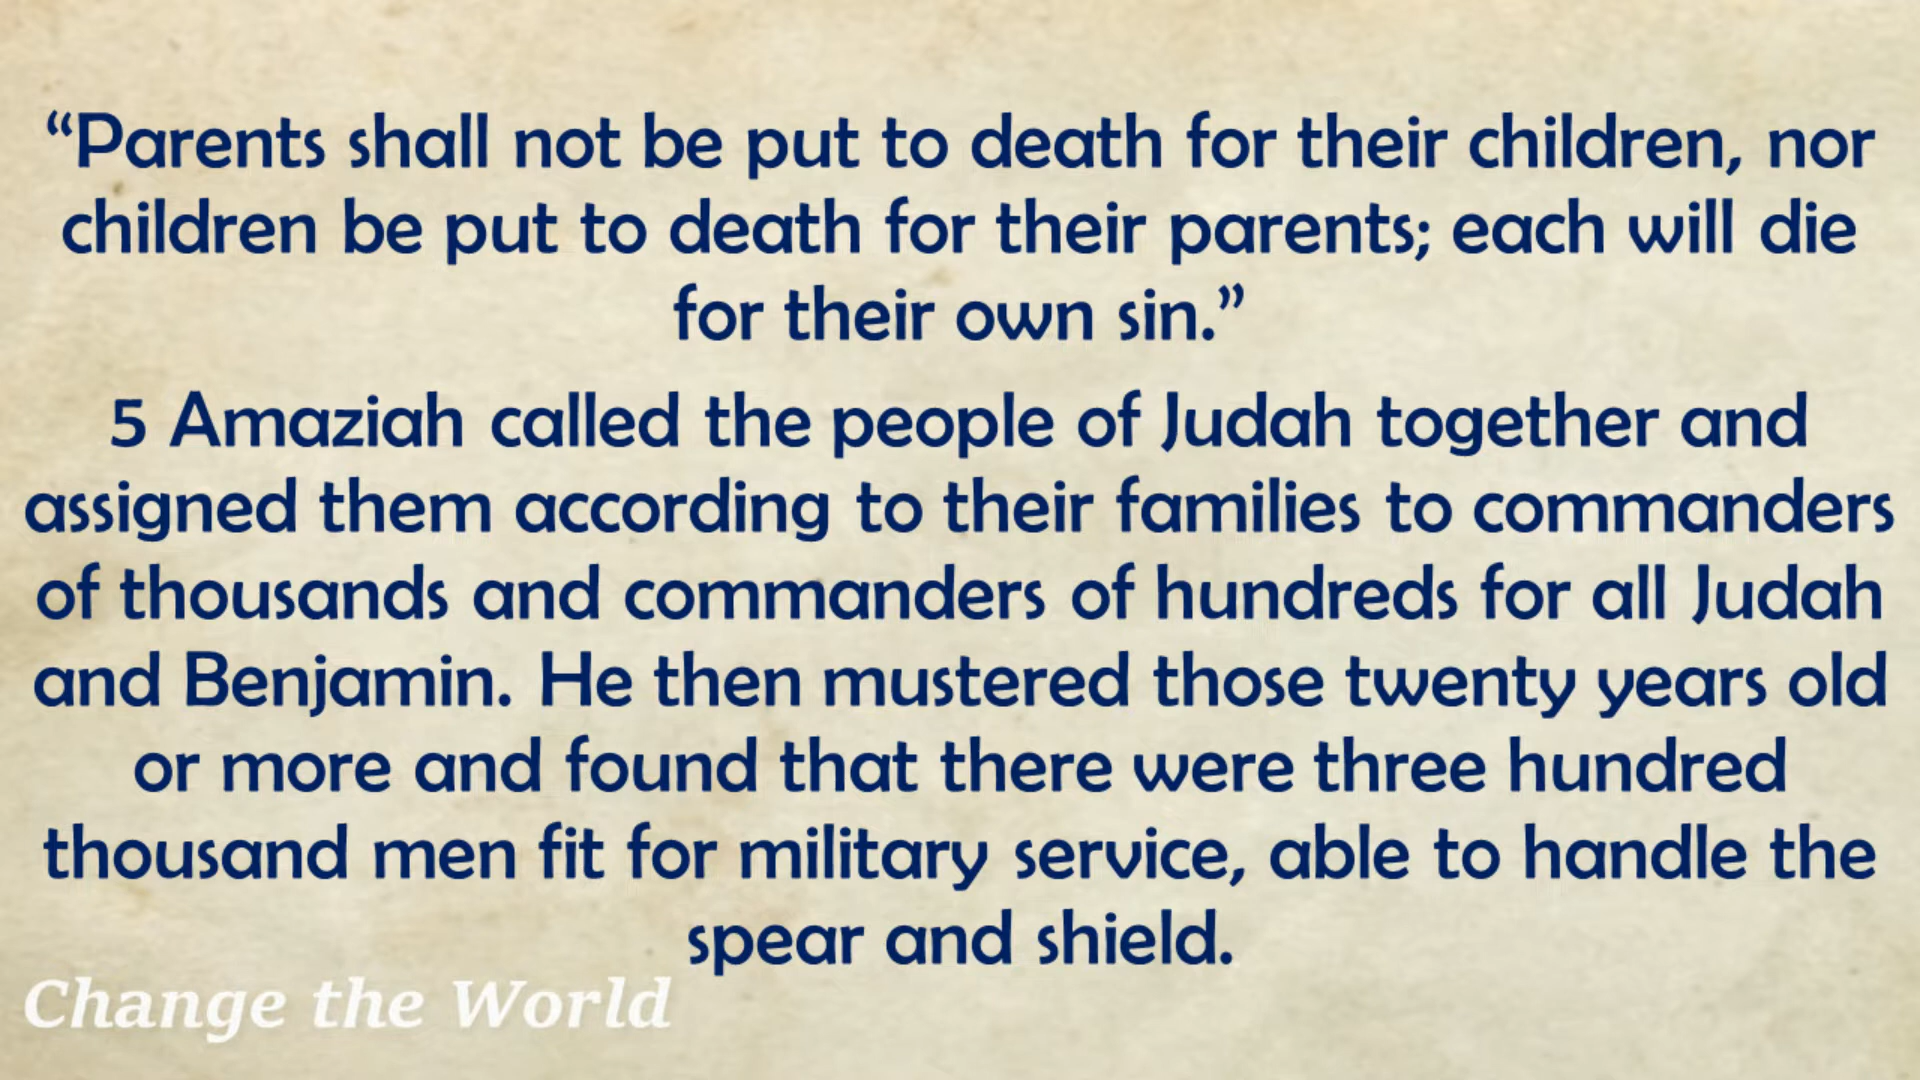 “Parents shall not be put to death for their children, nor
children be put to death for their parents; each will die
for their own sin.”
5 Amaziah called the people of Judah together and
assigned them according to their families to commanders
of thousands and commanders of hundreds for all Judah
and Benjamin. He then mustered those twenty years old
or more and found that there were three hundred
thousand men fit for military service, able to handle the
spear and shield.
Change the World